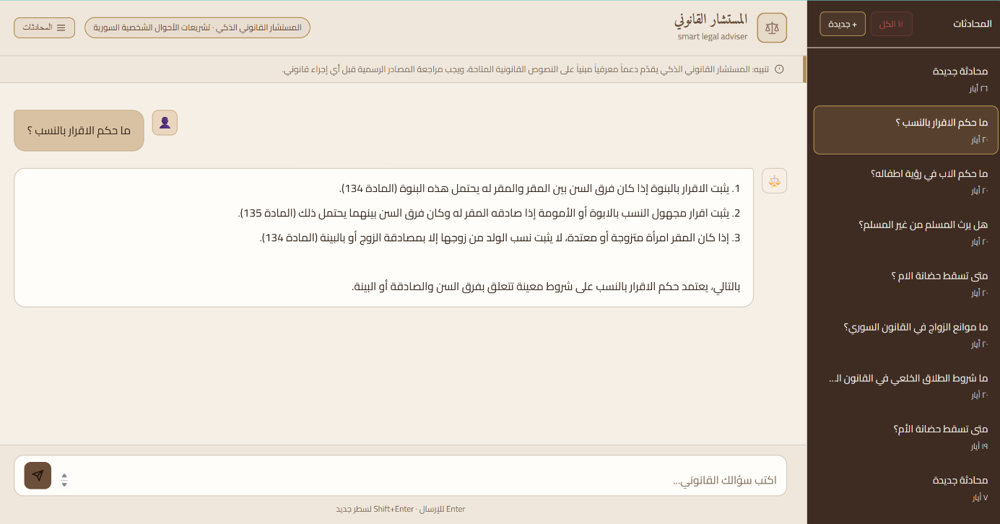 المحادثات
الكل
+ جديدة
محادثة جديدة
٢٦ أيار
ما حكم الاقرار بالنسب ؟
٢٠ أيار
ما حكم الاب في رؤية اطفاله؟
٢٠ أيار
هل يرث المسلم من غير المسلم؟
٢٠ أيار
متى تسقط حضانة الام ؟
٢٠ أيار
ما موانع الزواج في القانون السوري؟
٢٠ أيار
ما شروط الطلاق الخلعي في القانون الـ...
٢٠ أيار
متى تسقط حضانة الأم؟
١٩ أيار
محادثة جديدة
٧ أيار
المستشار القانوني
smart legal adviser
المستشار القانوني الذكي · تشريعات الأحوال الشخصية السورية
المحادثات
تنبيه: المستشار القانوني الذكي يقدّم دعماً معرفياً مبنياً على النصوص القانونية المتاحة، ويجب مراجعة المصادر الرسمية قبل أي إجراء قانوني.
ما حكم الاقرار بالنسب ؟
1. يثبت الاقرار بالبنوة إذا كان فرق السن بين المقر والمقر له يحتمل هذه البنوة (المادة 134).
2. يثبت اقرار مجهول النسب بالابوة أو الأمومة إذا صادقه المقر له وكان فرق السن بينهما يحتمل ذلك (المادة 135).
3. إذا كان المقر امرأة متزوجة أو معتدة، لا يثبت نسب الولد من زوجها إلا بمصادقة الزوج أو بالبينة (المادة 134).
بالتالي، يعتمد حكم الاقرار بالنسب على شروط معينة تتعلق بفرق السن والصادقة أو البينة.
اكتب سؤالك القانوني...
Enter للإرسال · Shift+Enter لسطر جديد